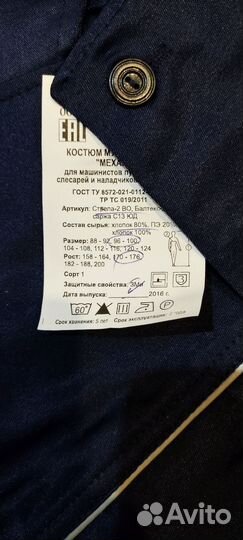 EAC
КОСТЮМ
"МЕХА
для машинистов
слесарей и наладчико
ГОСТ ТУ 8572-021-0112
ТР ТС 019/2011
Артикул: Стрела-2 ВО, Балтекс
саржа С13 ЮД
Состав сырья: хлопок 80%, ПЭ 20%
хлопок 100%
Размер: 88 - 92, 96 - 100,
104 - 108, 112 - 116, 120 - 124
Рост: 158 - 164, 170 - 176,
182 - 188, 200
Сорт 1
Защитные свойства:
Дата выпуска: 2016 г.
60°
Срок хранения: 5 лет Срок эксплуатации:
Avito